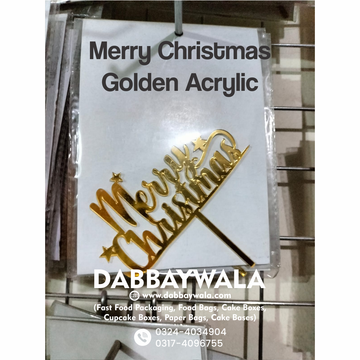 Merry Christmas
Golden Acrylic
Merry
Christmas
DABBAYWALA
www.dabbaywala.com
(Fast Food Packaging, Food Bags, Cake Boxes,
Cupcake Boxes, Paper Bags, Cake Bases)
0324-4034904
0317-4096755